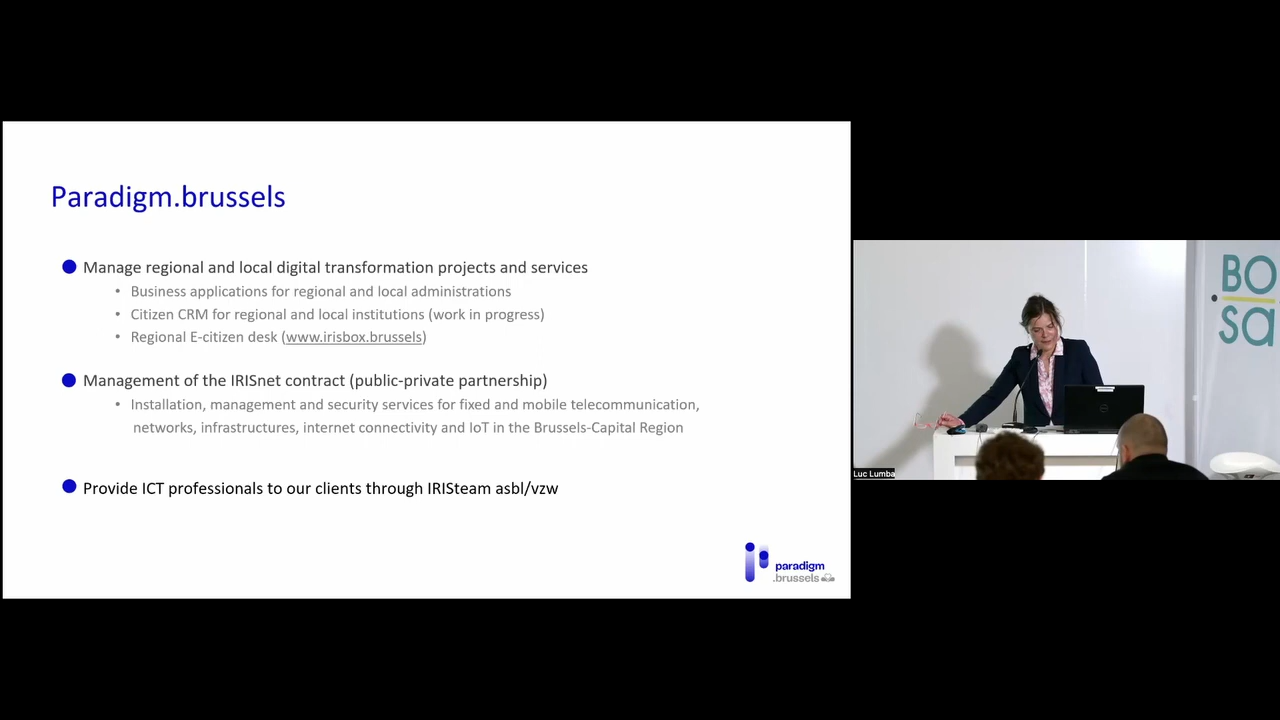 Paradigm.brussels
Manage regional and local digital transformation projects and services
Business applications for regional and local administrations
Citizen CRM for regional and local institutions (work in progress)
Regional E-citizen desk (www.irisbox.brussels)
Management of the IRISnet contract (public-private partnership)
Installation, management and security services for fixed and mobile telecommunication,
networks, infrastructures, internet connectivity and IoT in the Brussels-Capital Region
Provide ICT professionals to our clients through IRISteam asbl/vzw
paradigm
.brussels
BO
sa
Luc Lumba